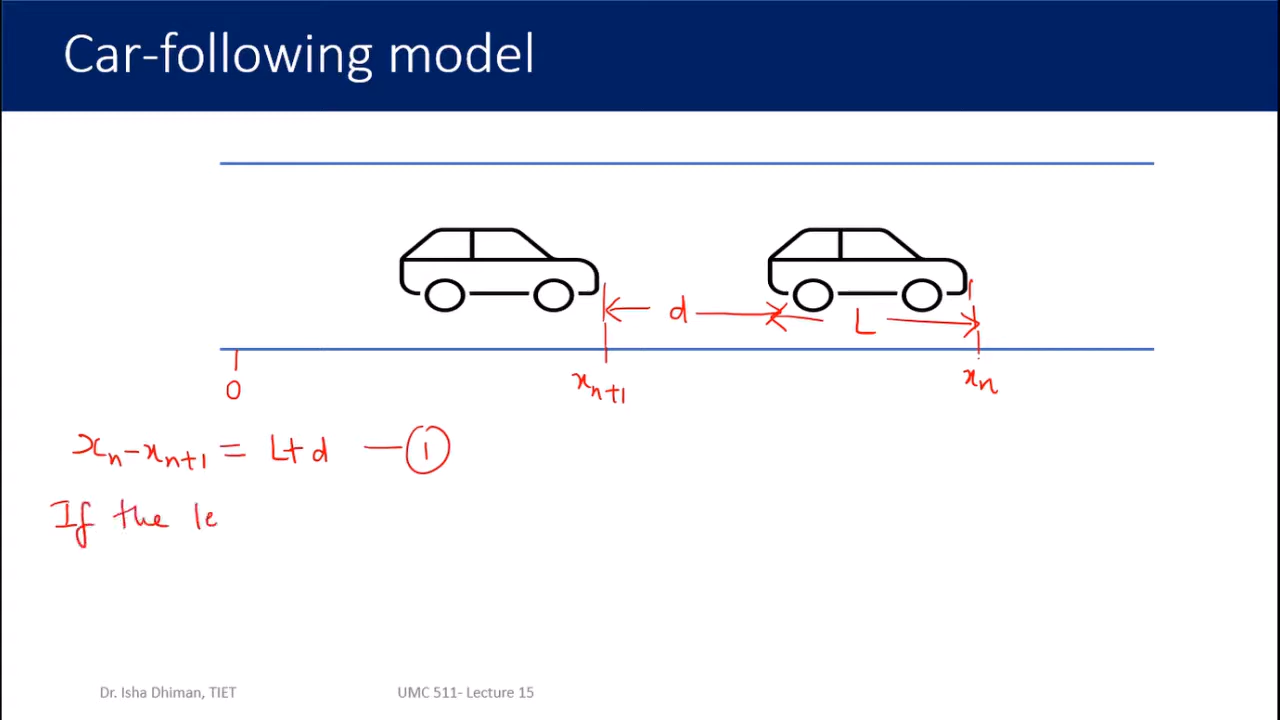 Car-following model
d
L
0
xₙ₊₁
xₙ
xₙ - xₙ₊₁ = L+d — ①
If the le
Dr. Isha Dhiman, TIET
UMC 511- Lecture 15